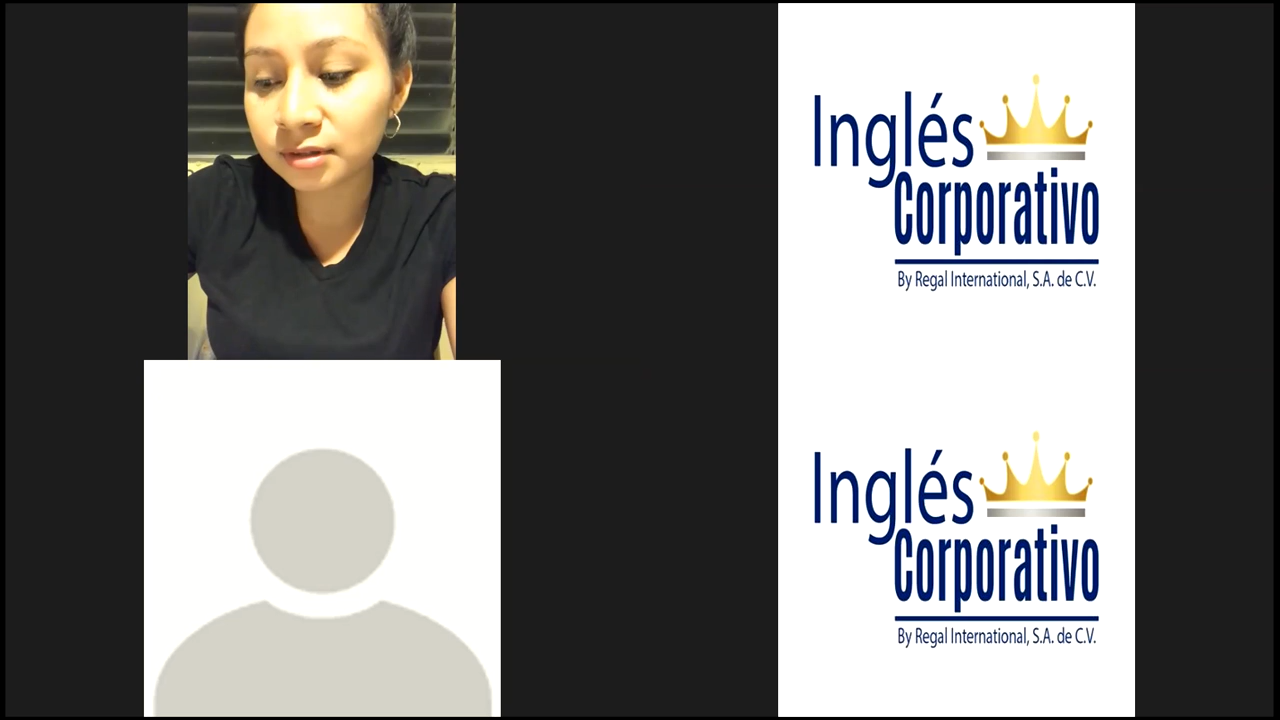 Inglés
Corporativo
By Regal International, S.A. de C.V.
Inglés
Corporativo
By Regal International, S.A. de C.V.